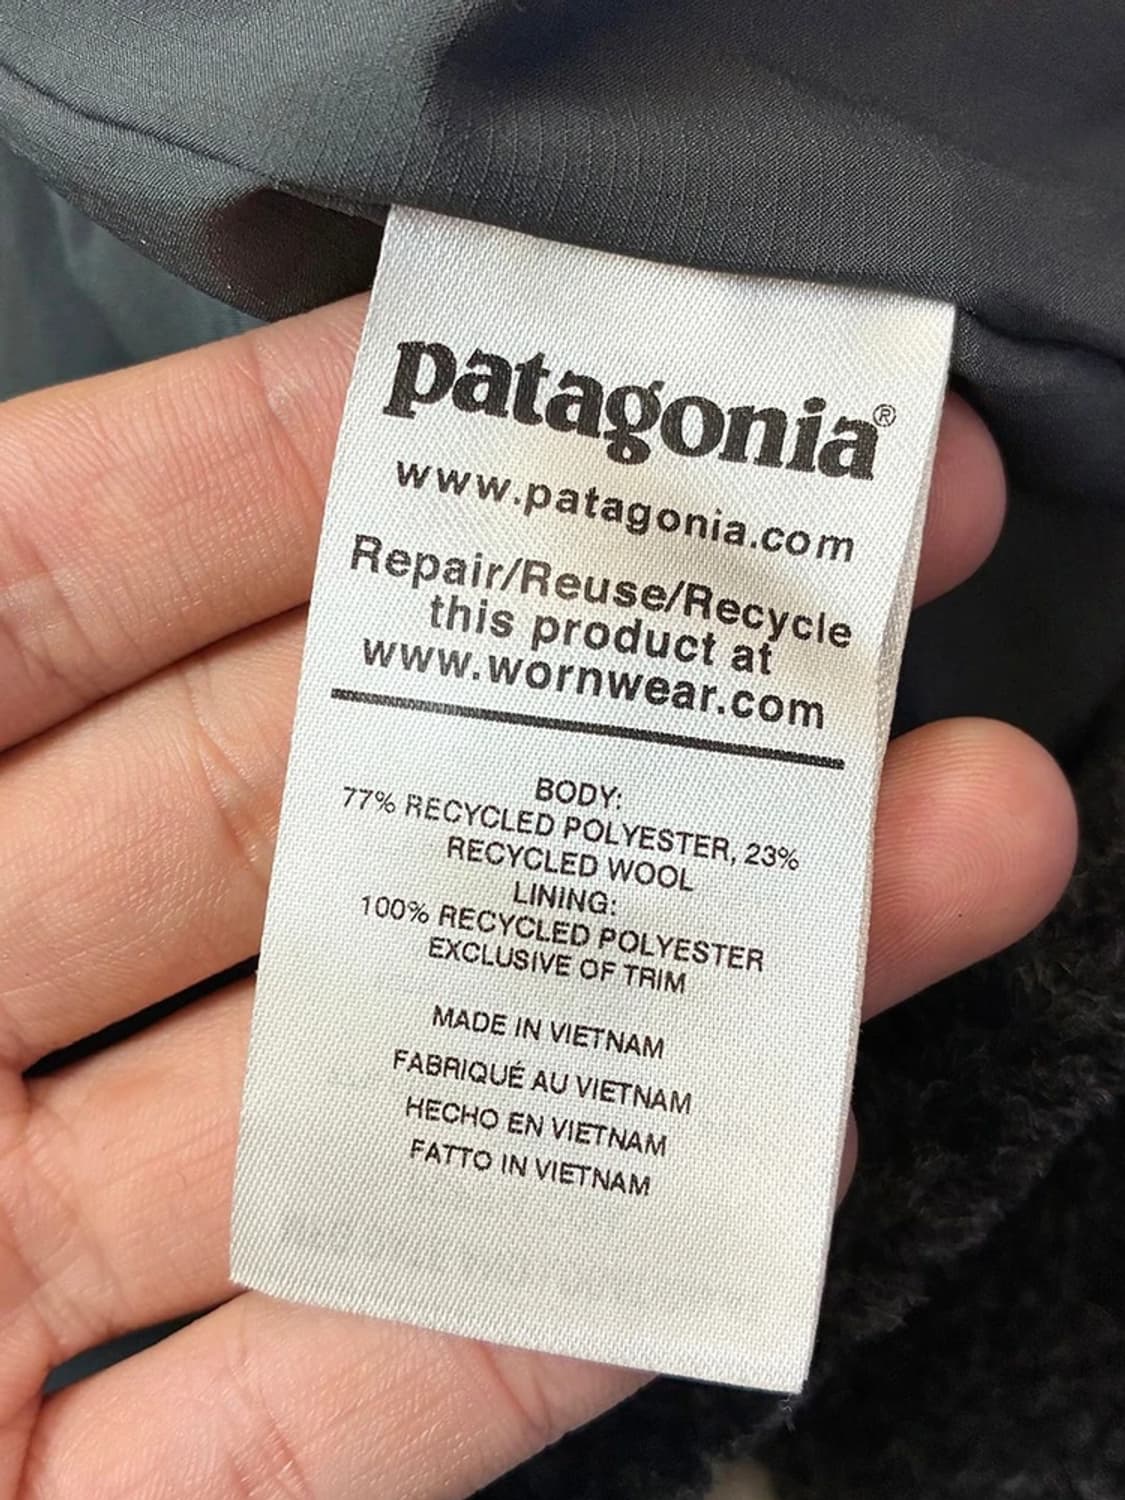 patagonia®
www.patagonia.com
Repair/Reuse/Recycle
this product at
www.wornwear.com
BODY:
77% RECYCLED POLYESTER, 23%
RECYCLED WOOL
LINING:
100% RECYCLED POLYESTER
EXCLUSIVE OF TRIM
MADE IN VIETNAM
FABRIQUÉ AU VIETNAM
HECHO EN VIETNAM
FATTO IN VIETNAM